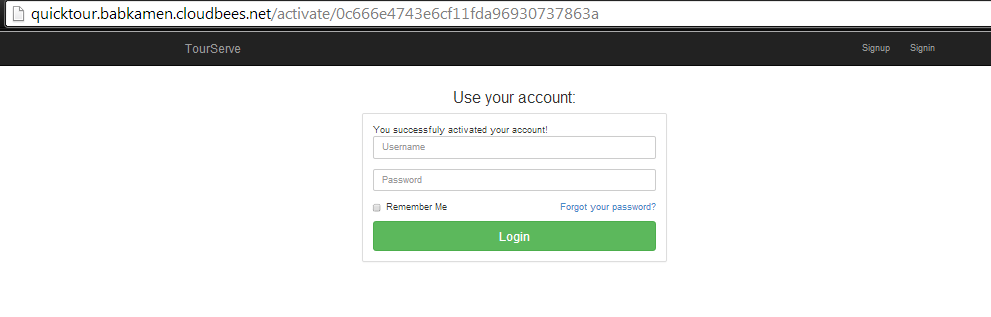 quicktour.babkamen.cloudbees.net/activate/0c666e4743e6cf11fda96930737863a
TourServe Signup Signin
Use your account:
You successfuly activated your account!
Username
Password
Remember Me Forgot your password?
Login